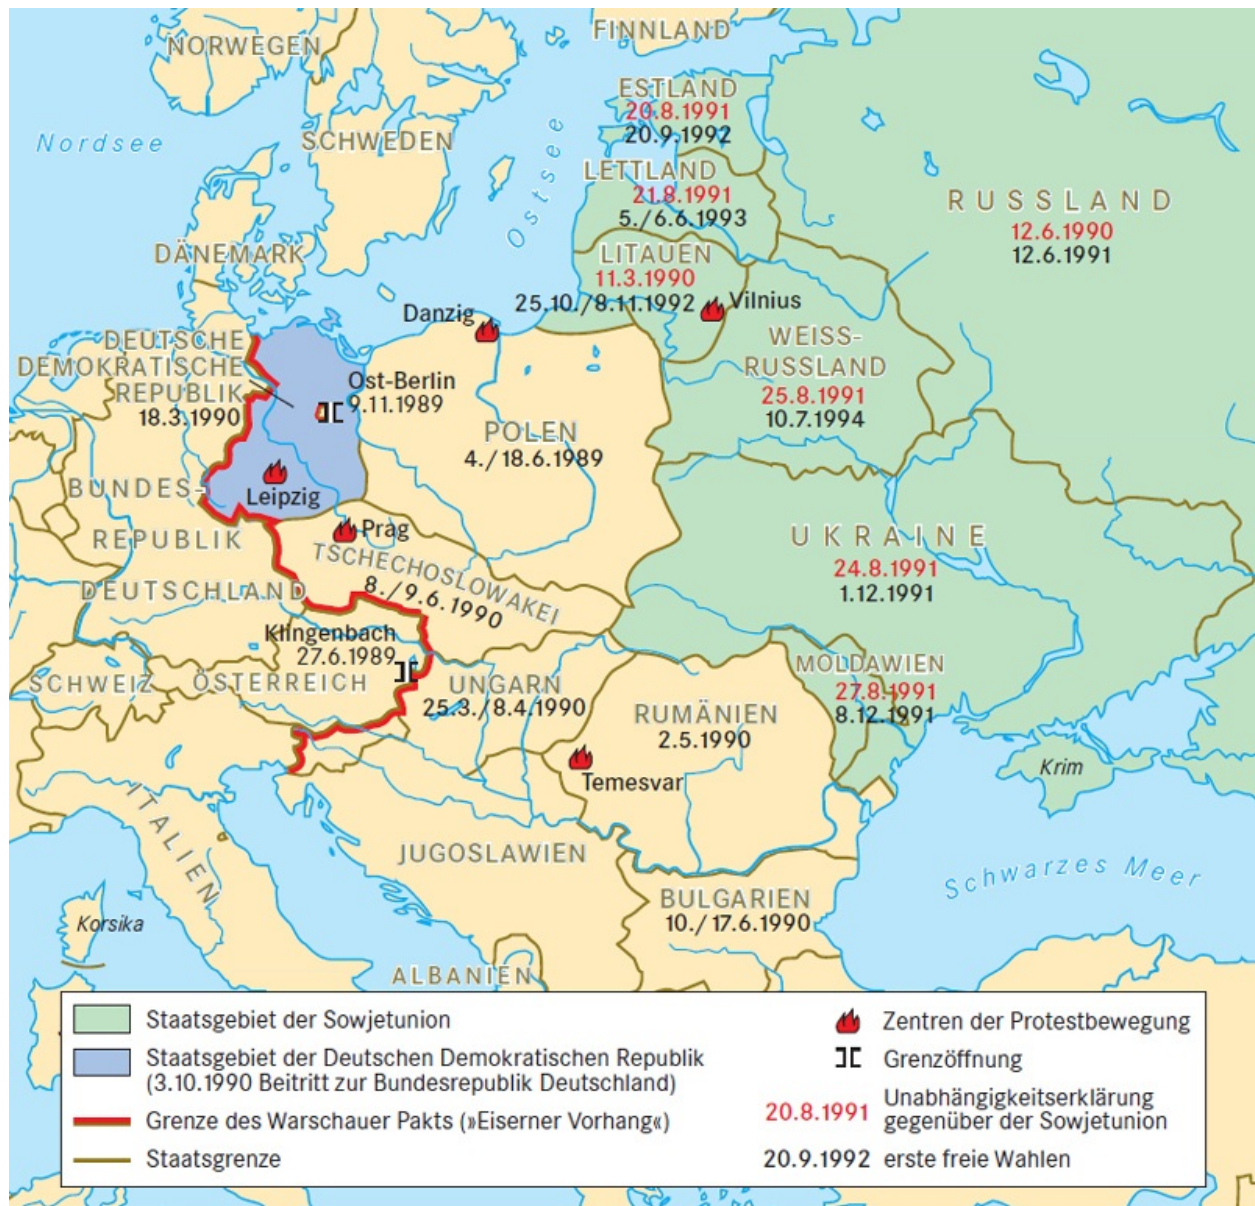 NORWEGEN
FINNLAND
Nordsee
SCHWEDEN
Ostsee
ESTLAND
20.8.1991
20.9.1992
LETTLAND
21.8.1991
5./6.6.1993
RUSSLAND
12.6.1990
12.6.1991
DÄNEMARK
LITAUEN
11.3.1990
25.10./8.11.1992
Vilnius
Danzig
WEISS-
RUSSLAND
25.8.1991
10.7.1994
DEUTSCHE
DEMOKRATISCHE
REPUBLIK
18.3.1990
Ost-Berlin
9.11.1989
POLEN
4./18.6.1989
Leipzig
BUNDES-
REPUBLIK
DEUTSCHLAND
Prag
TSCHECHOSLOWAKEI
8./9.6.1990
UKRAINE
24.8.1991
1.12.1991
Klingenbach
27.6.1989
SCHWEIZ
ÖSTERREICH
UNGARN
25.3./8.4.1990
MOLDAWIEN
27.8.1991
8.12.1991
RUMÄNIEN
2.5.1990
Temesvar
Krim
ITALIEN
JUGOSLAWIEN
Schwarzes Meer
BULGARIEN
10./17.6.1990
Korsika
ALBANIEN
Staatsgebiet der Sowjetunion
Staatsgebiet der Deutschen Demokratischen Republik
(3.10.1990 Beitritt zur Bundesrepublik Deutschland)
Grenze des Warschauer Pakts (»Eiserner Vorhang«)
Staatsgrenze
Zentren der Protestbewegung
Grenzöffnung
20.8.1991 Unabhängigkeitserklärung
gegenüber der Sowjetunion
20.9.1992 erste freie Wahlen